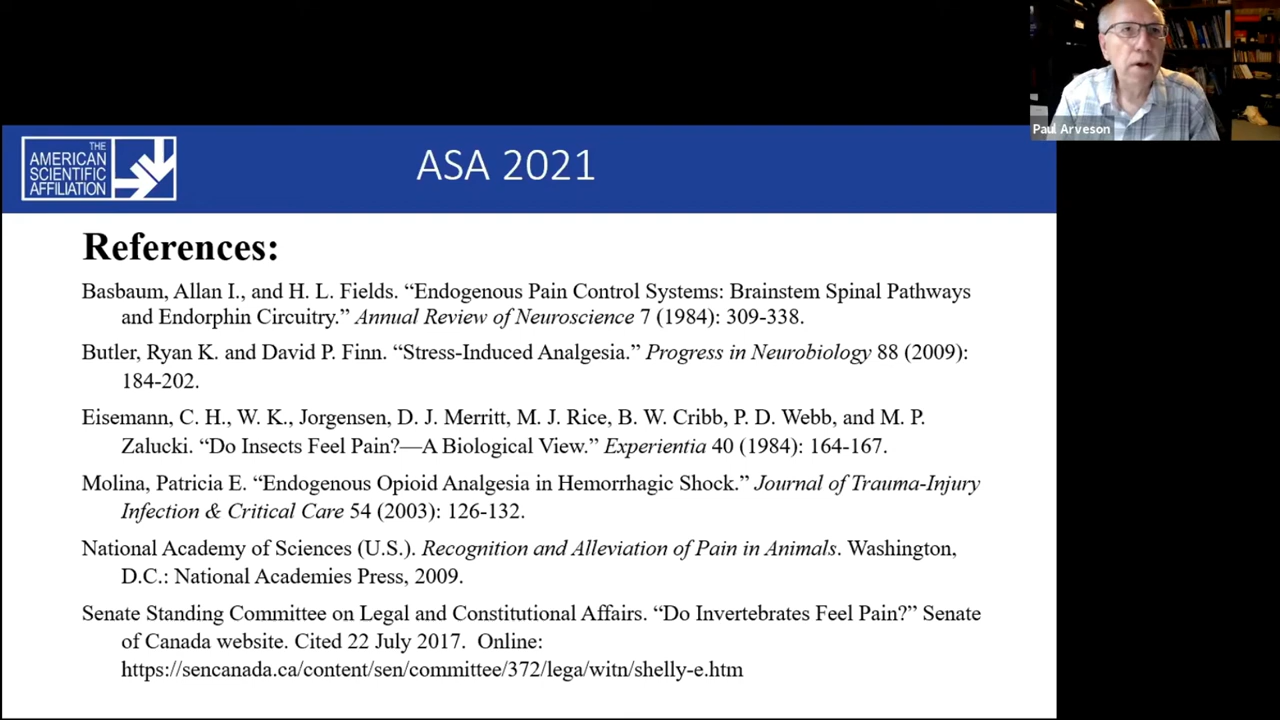 Paul Arveson
THE
AMERICAN
SCIENTIFIC
AFFILIATION
ASA 2021
References:
Basbaum, Allan I., and H. L. Fields. “Endogenous Pain Control Systems: Brainstem Spinal Pathways
and Endorphin Circuitry.” Annual Review of Neuroscience 7 (1984): 309-338.
Butler, Ryan K. and David P. Finn. “Stress-Induced Analgesia.” Progress in Neurobiology 88 (2009):
184-202.
Eisemann, C. H., W. K., Jorgensen, D. J. Merritt, M. J. Rice, B. W. Cribb, P. D. Webb, and M. P.
Zalucki. “Do Insects Feel Pain?—A Biological View.” Experientia 40 (1984): 164-167.
Molina, Patricia E. “Endogenous Opioid Analgesia in Hemorrhagic Shock.” Journal of Trauma-Injury
Infection & Critical Care 54 (2003): 126-132.
National Academy of Sciences (U.S.). Recognition and Alleviation of Pain in Animals. Washington,
D.C.: National Academies Press, 2009.
Senate Standing Committee on Legal and Constitutional Affairs. “Do Invertebrates Feel Pain?” Senate
of Canada website. Cited 22 July 2017. Online:
https://sencanada.ca/content/sen/committee/372/lega/witn/shelly-e.htm